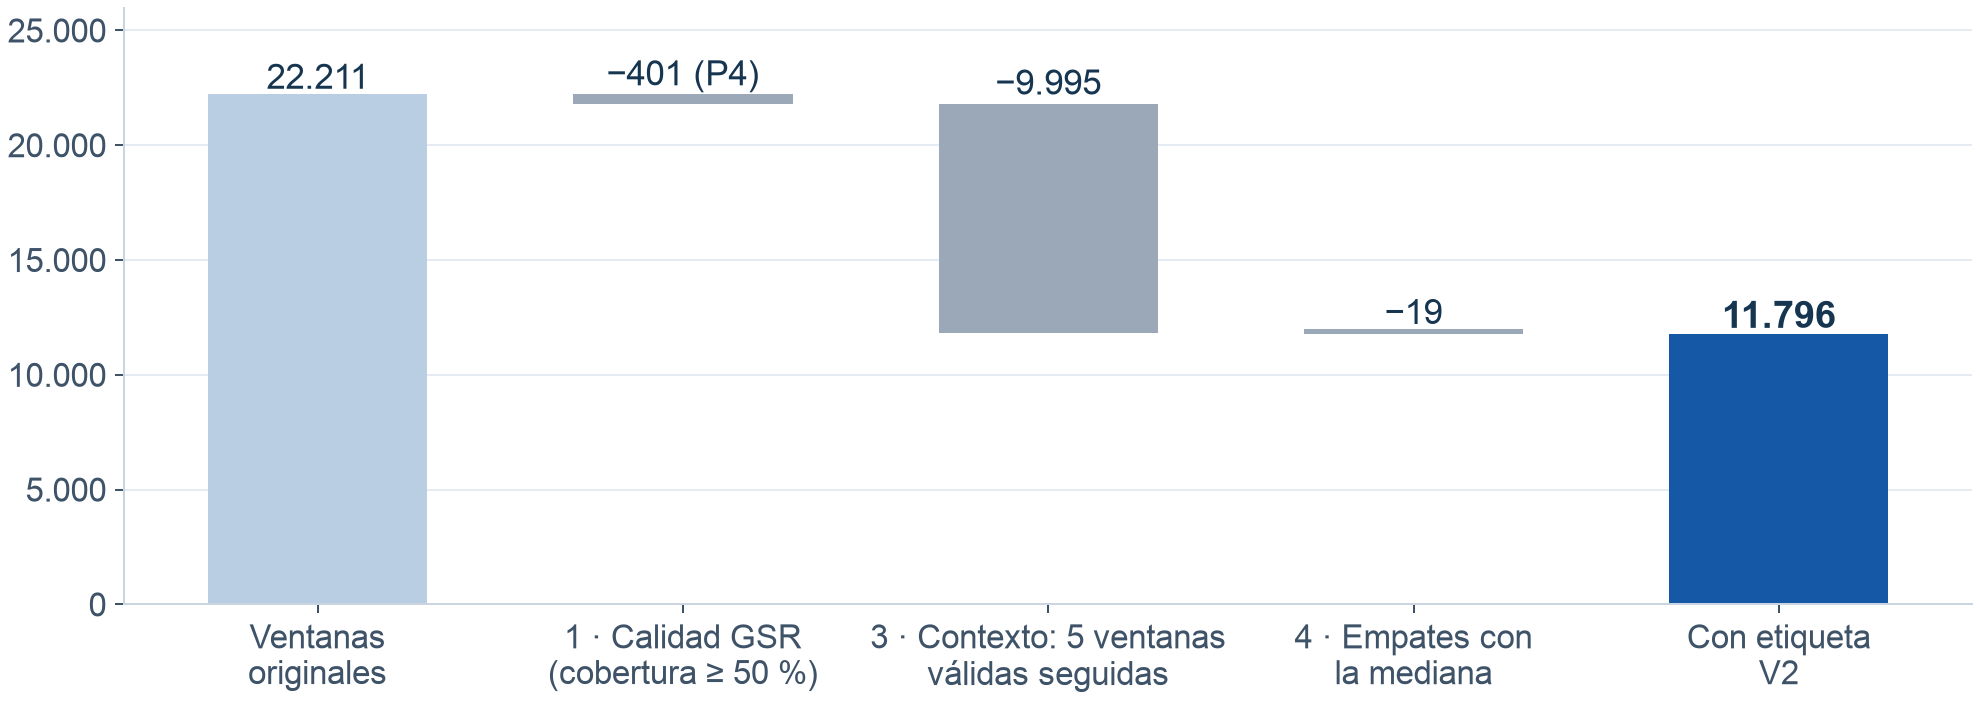 25.000
20.000
15.000
10.000
5.000
0
22.211
−401 (P4)
−9.995
−19
11.796
Ventanas
originales
1 · Calidad GSR
(cobertura ≥ 50 %)
3 · Contexto: 5 ventanas
válidas seguidas
4 · Empates con
la mediana
Con etiqueta
V2